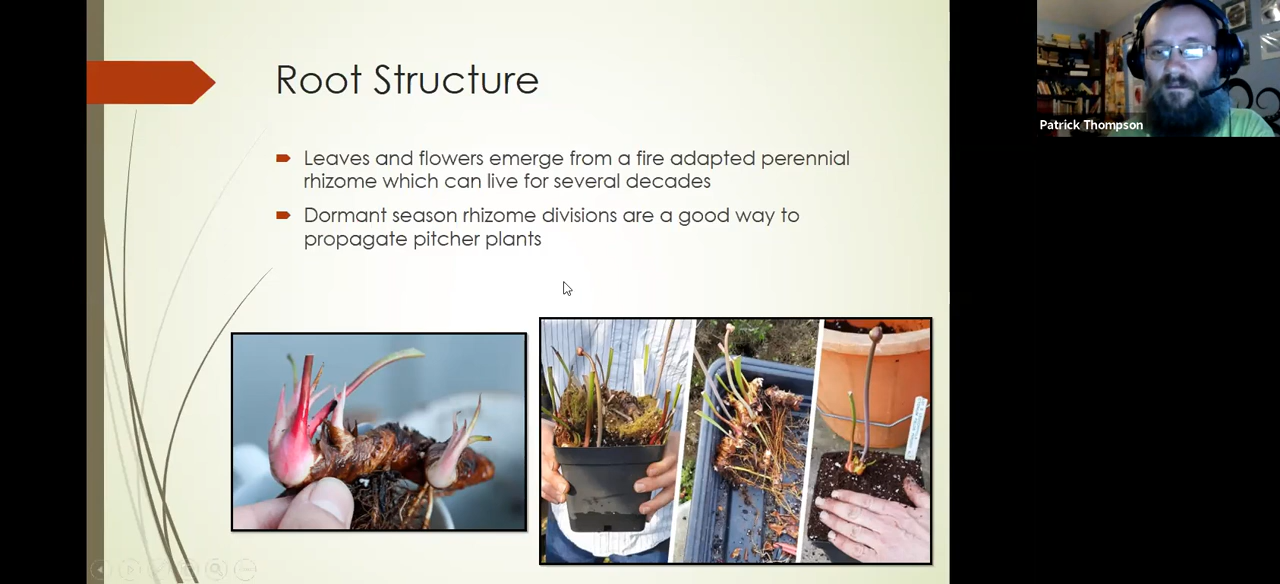 Root Structure
Leaves and flowers emerge from a fire adapted perennial
rhizome which can live for several decades
Dormant season rhizome divisions are a good way to
propagate pitcher plants
Patrick Thompson